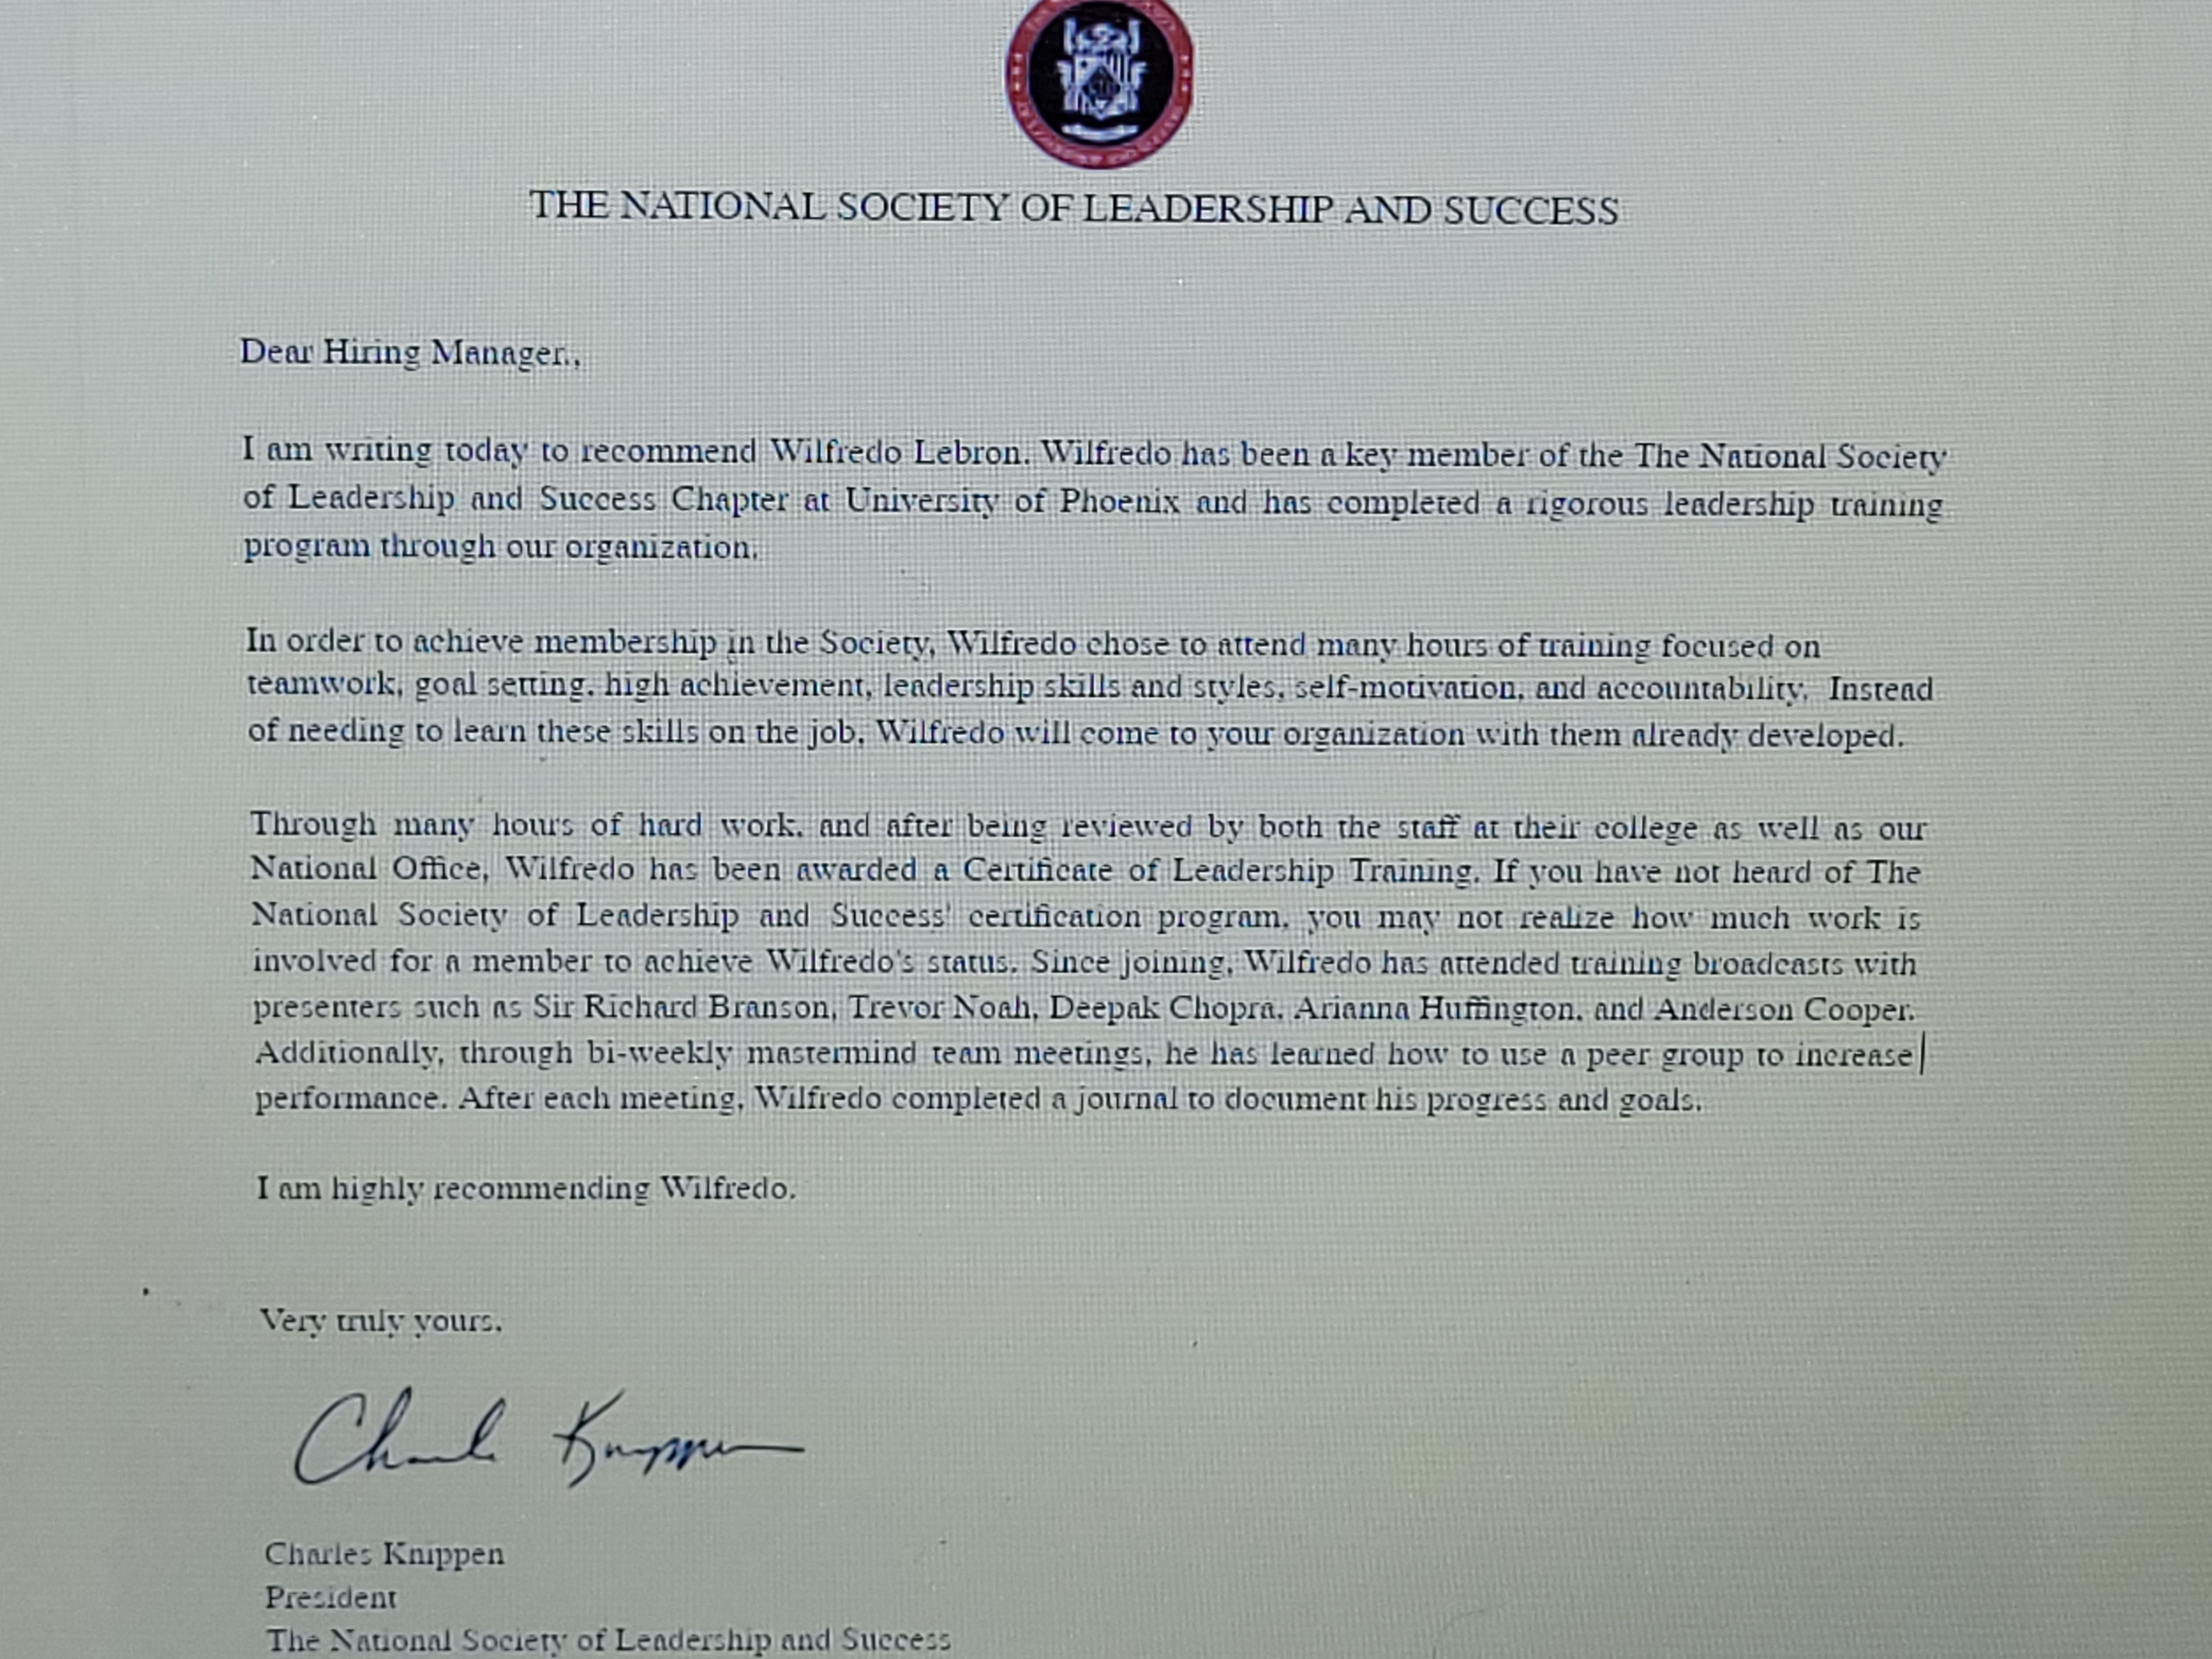 THE NATIONAL SOCIETY OF LEADERSHIP AND SUCCESS
Dear Hiring Manager.,
I am writing today to recommend Wilfredo Lebron. Wilfredo has been a key member of the The National Society
of Leadership and Success Chapter at University of Phoenix and has completed a rigorous leadership training
program through our organization.
In order to achieve membership in the Society, Wilfredo chose to attend many hours of training focused on
teamwork, goal setting, high achievement, leadership skills and styles, self-motivation, and accountability. Instead
of needing to learn these skills on the job, Wilfredo will come to your organization with them already developed.
Through many hours of hard work, and after being reviewed by both the staff at their college as well as our
National Office, Wilfredo has been awarded a Certificate of Leadership Training. If you have not heard of The
National Society of Leadership and Success' certification program, you may not realize how much work is
involved for a member to achieve Wilfredo's status. Since joining, Wilfredo has attended training broadcasts with
presenters such as Sir Richard Branson, Trevor Noah, Deepak Chopra, Arianna Huffington, and Anderson Cooper.
Additionally, through bi-weekly mastermind team meetings, he has learned how to use a peer group to increase
performance. After each meeting, Wilfredo completed a journal to document his progress and goals.
I am highly recommending Wilfredo.
Very truly yours,
Charles Knippen
Charles Knippen
President
The National Society of Leadership and Success